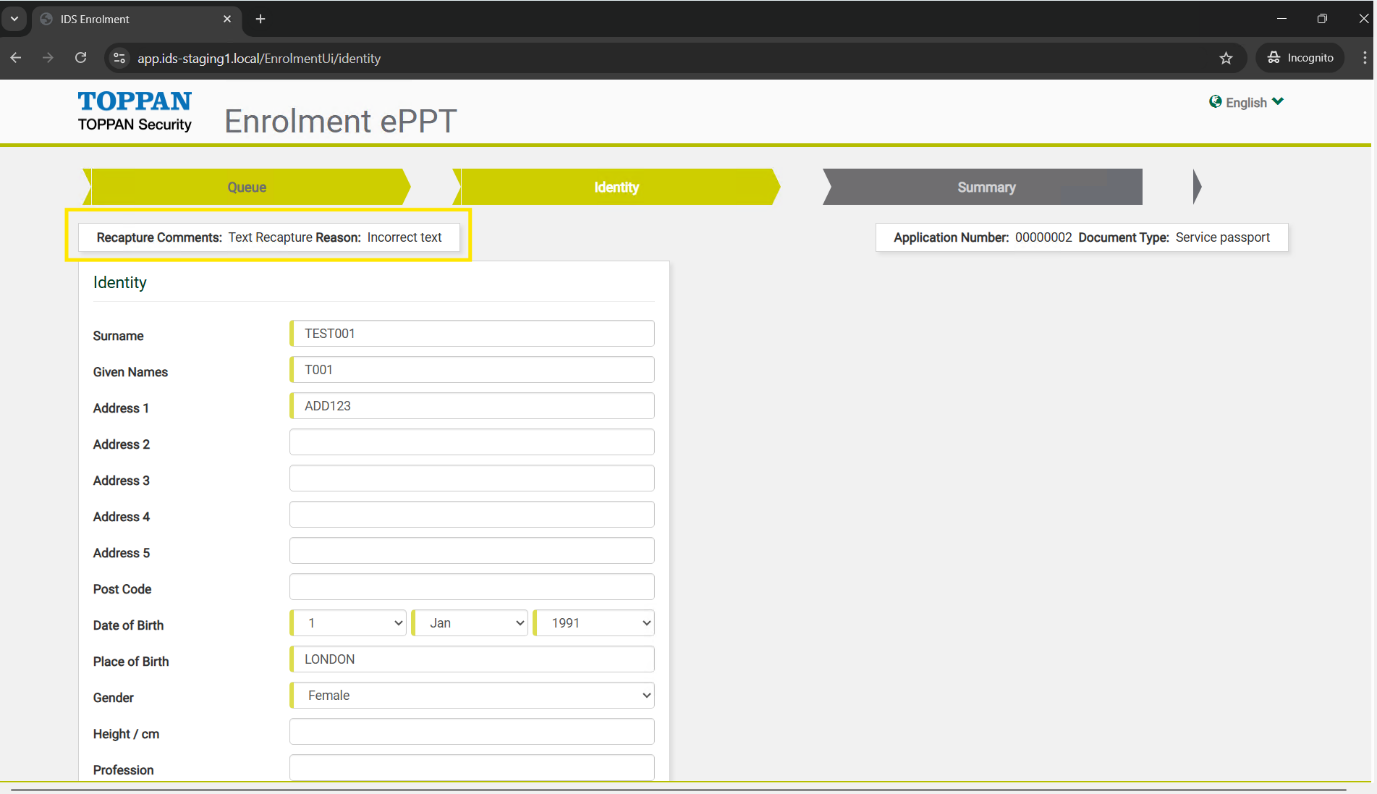 IDS Enrolment
app.ids-staging1.local/EnrolmentUi/identity
Incognito
TOPPAN
TOPPAN Security
Enrolment ePPT
English
Queue
Identity
Summary
Recapture Comments: Text Recapture Reason: Incorrect text
Application Number: 00000002 Document Type: Service passport
Identity
Surname TEST001
Given Names T001
Address 1 ADD123
Address 2
Address 3
Address 4
Address 5
Post Code
Date of Birth 1 Jan 1991
Place of Birth LONDON
Gender Female
Height / cm
Profession